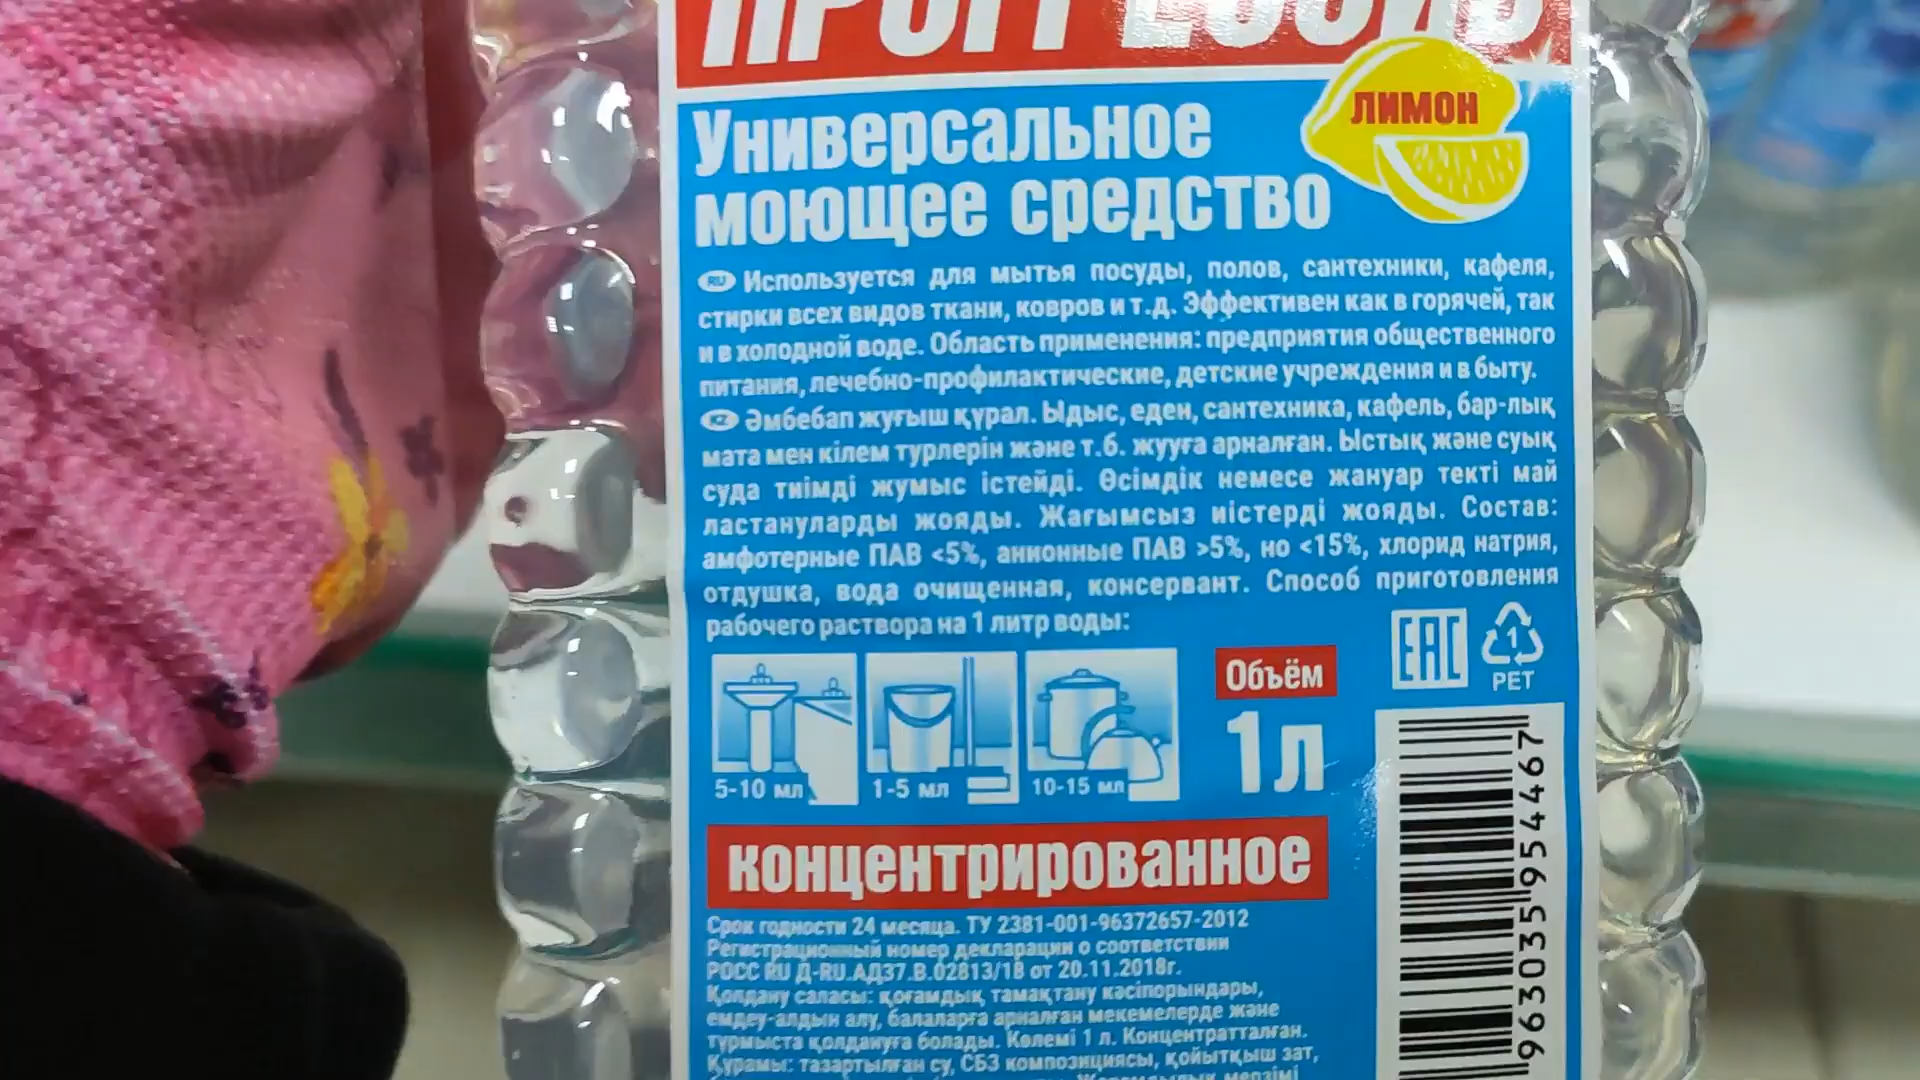 Универсальное
моющее средство
ЛИМОН
RU Используется для мытья посуды, полов, сантехники, кафеля,
стирки всех видов ткани, ковров и т.д. Эффективен как в горячей, так
и в холодной воде. Область применения: предприятия общественного
питания, лечебно-профилактические, детские учреждения и в быту.
KZ Әмбебап жуғыш құрал. Ыдыс, еден, сантехника, кафель, бар-лық
мата мен кілем турлерін және т.б. жууға арналған. Ыстық және суық
суда тиімді жумыс істейді. Өсімдік немесе жануар текті май
ластануларды жояды. Жағымсыз иістерді жояды. Состав:
амфотерные ПАВ <5%, анионные ПАВ >5%, но <15%, хлорид натрия,
отдушка, вода очищенная, консервант. Способ приготовления
рабочего раствора на 1 литр воды:
5-10 мл
1-5 мл
10-15 мл
Объём
1л
EAC
1
PET
концентрированное
Срок годности 24 месяца. ТУ 2381-001-96372657-2012
Регистрационный номер декларации о соответствии
РОСС RU Д-RU.АД37.В.02813/18 от 20.11.2018г.
Қолдану саласы: қоғамдық тамақтану кәсіпорындары,
емдеу-алдын алу, балаларға арналған мекемелерде және
түрмыста қолдануға болады. Көлемі 1 л. Концентратталған.
Құрамы: тазартылған су, СБЗ композициясы, қойытқыш зат,
963035954467